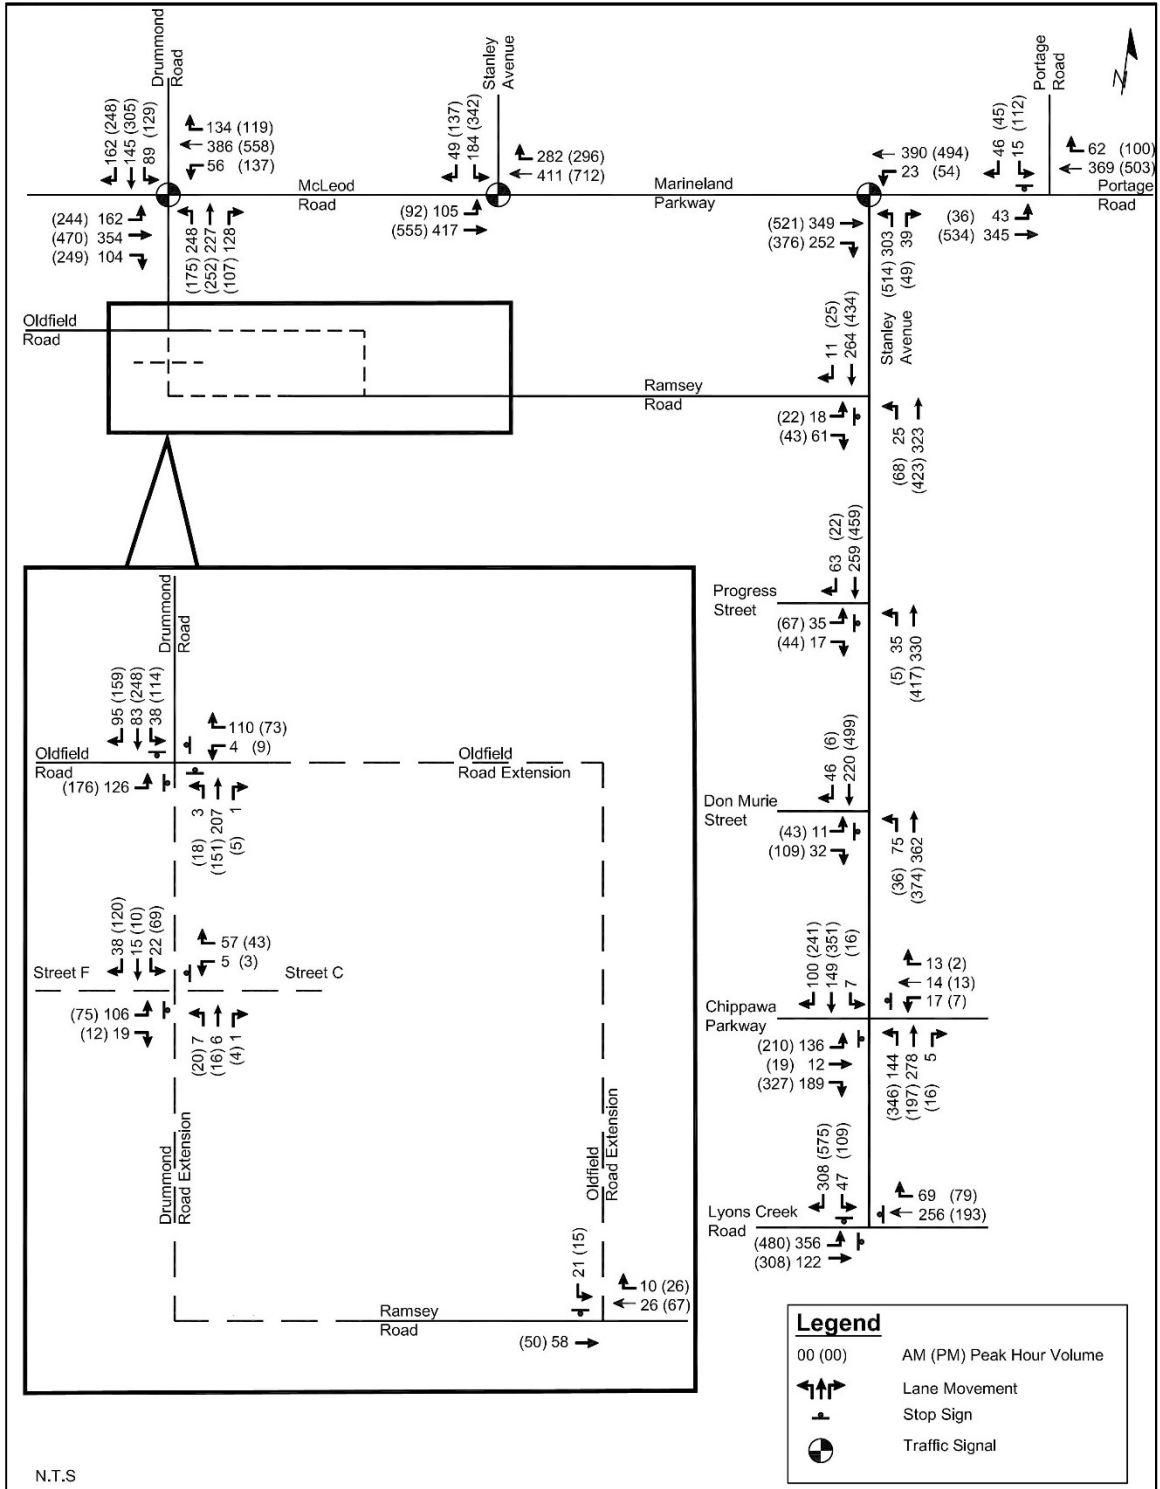 Drummond
Road
Stanley
Avenue
Portage
Road
N
162 (248)
145 (305)
89 (129)
134 (119)
386 (558)
56 (137)
49 (137)
184 (342)
282 (296)
411 (712)
390 (494)
23 (54)
46 (45)
15 (112)
62 (100)
369 (503)
McLeod
Road
Marineland
Parkway
Portage
Road
(244) 162
(470) 354
(249) 104
(175) 248
(252) 227
(107) 128
(92) 105
(555) 417
(521) 349
(376) 252
(514) 303
(49) 39
(36) 43
(534) 345
Oldfield
Road
11 (25)
264 (434)
Stanley
Avenue
Ramsey
Road
(22) 18
(43) 61
(68) 25
(423) 323
63 (22)
259 (459)
Progress
Street
(67) 35
(44) 17
(5) 35
(417) 330
46 (6)
220 (499)
Don Murie
Street
(43) 11
(109) 32
(36) 75
(374) 362
100 (241)
149 (351)
7 (16)
13 (2)
14 (13)
17 (7)
Chippawa
Parkway
(210) 136
(19) 12
(327) 189
(346) 144
(197) 278
(16) 5
308 (575)
47 (109)
69 (79)
256 (193)
Lyons Creek
Road
(480) 356
(308) 122
Drummond
Road
95 (159)
83 (248)
38 (114)
110 (73)
4 (9)
Oldfield
Road
Oldfield
Road Extension
(176) 126
(18) 3
(151) 207
(5) 1
38 (120)
15 (10)
22 (69)
57 (43)
5 (3)
Street F
Street C
(75) 106
(12) 19
(20) 7
(16) 6
(4) 1
Drummond
Road Extension
Oldfield
Road Extension
21 (15)
10 (26)
26 (67)
Ramsey
Road
(50) 58
Legend
00 (00) AM (PM) Peak Hour Volume
Lane Movement
Stop Sign
Traffic Signal
N.T.S